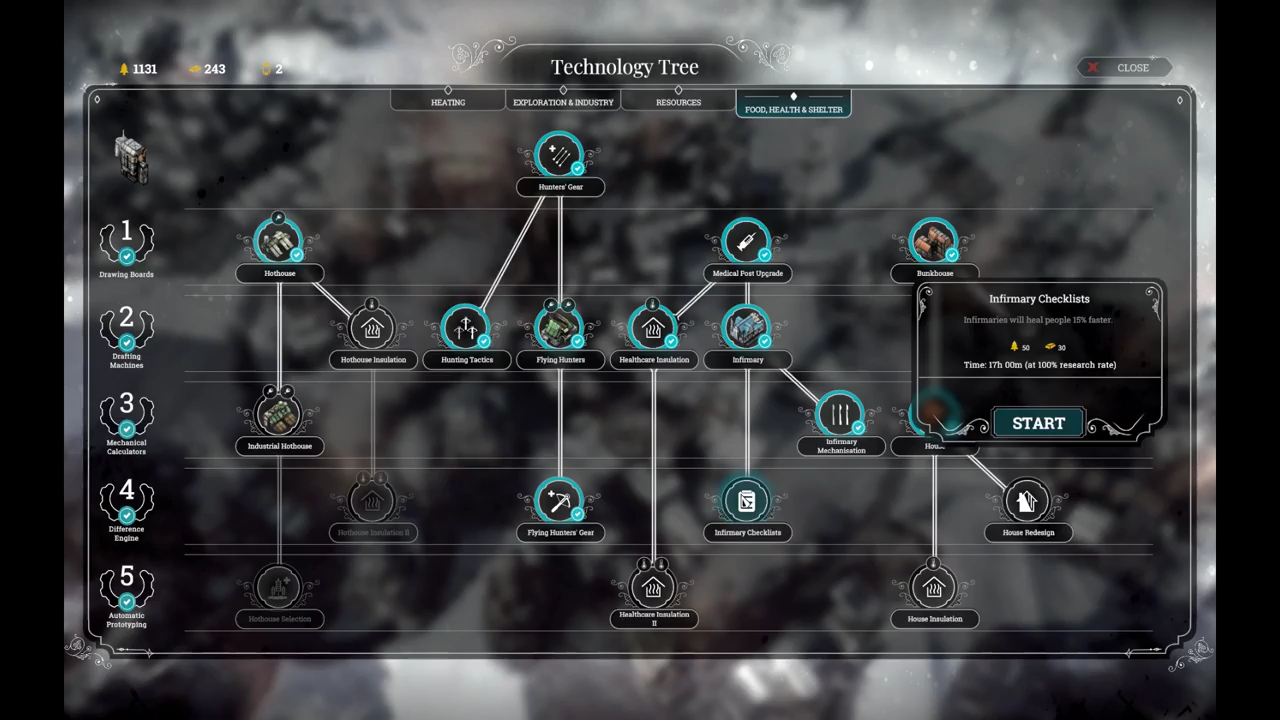 1131 243 2
Technology Tree
CLOSE
HEATING
EXPLORATION & INDUSTRY
RESOURCES
FOOD, HEALTH & SHELTER
Hunters' Gear
1
Drawing Boards
Hothouse
Medical Post Upgrade
Bunkhouse
Infirmary Checklists
Infirmaries will heal people 15% faster.
50 30
Time: 17h 00m (at 100% research rate)
START
2
Drafting
Machines
Hothouse Insulation
Hunting Tactics
Flying Hunters
Healthcare Insulation
Infirmary
3
Mechanical
Calculators
Industrial Hothouse
Infirmary
Mechanisation
4
Difference
Engine
Hothouse Insulation II
Flying Hunters' Gear
Infirmary Checklists
House Redesign
5
Automatic
Prototyping
Hothouse Selection
Healthcare Insulation
II
House Insulation